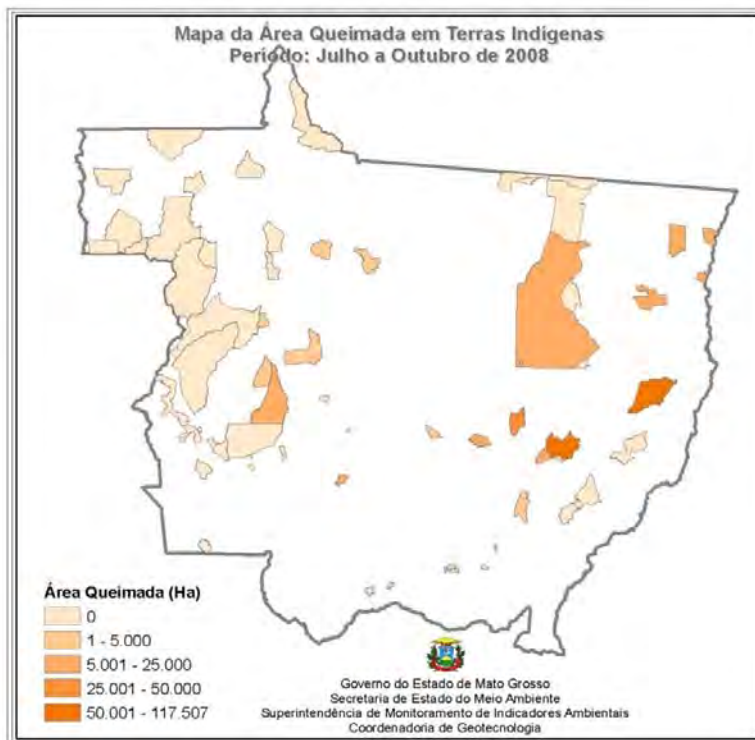 Mapa da Área Queimada em Terras Indígenas
Período: Julho a Outubro de 2008
Área Queimada (Ha)
0
1 - 5.000
5.001 - 25.000
25.001 - 50.000
50.001 - 117.507
Governo do Estado de Mato Grosso
Secretaria de Estado do Meio Ambiente
Superintendência de Monitoramento de Indicadores Ambientais
Coordenadoria de Geotecnologia